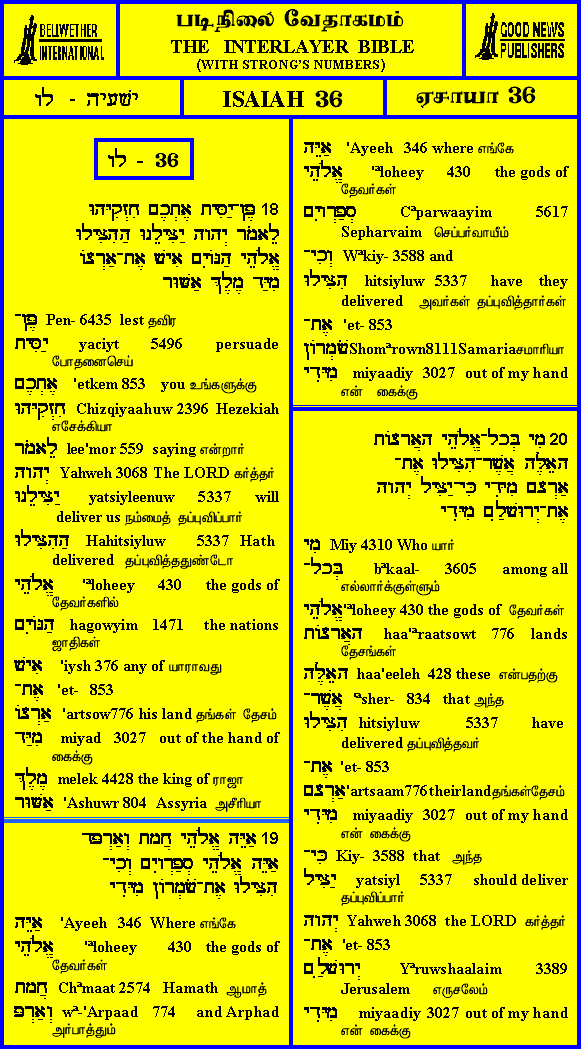 BELLWETHER
INTERNATIONAL
படிநிலை வேதாகமம்
THE INTERLAYER BIBLE
(WITH STRONG'S NUMBERS)
GOOD NEWS
PUBLISHERS
ישעיה - לו
ISAIAH 36
ஏசாயா 36
לו - 36
18 פֶּן־יַסִּית אֶתְכֶם חִזְקִיָּהוּ
לֵאמֹר יְהוָה יַצִּילֵנוּ הַהִצִּילוּ
אֱלֹהֵי הַגּוֹיִם אִישׁ אֶת־אַרְצוֹ
מִיַּד מֶלֶךְ אַשּׁוּר
פֶּן־ Pen- 6435 lest தவிர
יַסִּית yaciyt 5496 persuade
போதனைசெய்
אֶתְכֶם 'etkem 853 you உங்களுக்கு
חִזְקִיָּהוּ Chizqiyaahuw 2396 Hezekiah
எசேக்கியா
לֵאמֹר lee'mor 559 saying என்றார்
יְהוָה Yahweh 3068 The LORD கர்த்தர்
יַצִּילֵנוּ yatsiyleenuw 5337 will
deliver us நம்மைத் தப்புவிப்பார்
הַהִצִּילוּ Hahitsiyluw 5337 Hath
delivered தப்புவித்ததுண்டோ
אֱלֹהֵי 'ªloheey 430 the gods of
தேவர்களில்
הַגּוֹיִם hagowyim 1471 the nations
ஜாதிகள்
אִישׁ 'iysh 376 any of யாராவது
אֶת־ 'et- 853
אַרְצוֹ 'artsow776 his land தங்கள் தேசம்
מִיַּד miyad 3027 out of the hand of
கைக்கு
מֶלֶךְ melek 4428 the king of ராஜா
אַשּׁוּר 'Ashuwr 804 Assyria அசீரியா
19 אַיֵּה אֱלֹהֵי חֲמָת וְאַרְפָּד־
אַיֵּה אֱלֹהֵי סְפַרְוָיִם וְכִי־
הִצִּילוּ אֶת־שֹׁמְרוֹן מִיָּדִי
אַיֵּה 'Ayeeh 346 Where எங்கே
אֱלֹהֵי 'ªloheey 430 the gods of
தேவர்கள்
חֲמָת Chªmaat 2574 Hamath ஆமாத்
וְאַרְפָּד wª-'Arpaad 774 and Arphad
அர்பாத்தும்
אַיֵּה 'Ayeeh 346 where எங்கே
אֱלֹהֵי 'ªloheey 430 the gods of
தேவர்கள்
סְפַרְוָיִם Cªparwaayim 5617
Sepharvaim செப்பர்வாயீம்
וְכִי־ Wªkiy- 3588 and
הִצִּילוּ hitsiyluw 5337 have they
delivered அவர்கள் தப்புவித்தார்கள்
אֶת־ 'et- 853
שֹׁמְרוֹן Shomªrown8111Samariaசமாரியா
מִיָּדִי miyaadiy 3027 out of my hand
என் கைக்கு
20 מִי בְּכָל־אֱלֹהֵי הָאֲרָצוֹת
הָאֵלֶּה אֲשֶׁר־הִצִּילוּ אֶת־
אַרְצָם מִיָּדִי כִּי־יַצִּיל יְהוָה
אֶת־יְרוּשָׁלִַם מִיָּדִי
מִי Miy 4310 Who யார்
בְּכָל־ bªkaal- 3605 among all
எல்லார்க்குள்ளும்
אֱלֹהֵי 'ªloheey 430 the gods of தேவர்கள்
הָאֲרָצוֹת haa'ªraatsowt 776 lands
தேசங்கள்
הָאֵלֶּה haa'eeleh 428 these என்பதற்கு
אֲשֶׁר־ ªsher- 834 that அந்த
הִצִּילוּ hitsiyluw 5337 have
delivered தப்புவித்தவர்
אֶת־ 'et- 853
אַרְצָם 'artsaam776theirlandதங்கள்தேசம்
מִיָּדִי miyaadiy 3027 out of my hand
என் கைக்கு
כִּי־ Kiy- 3588 that அந்த
יַצִּיל yatsiyl 5337 should deliver
தப்புவிப்பார்
יְהוָה Yahweh 3068 the LORD கர்த்தர்
אֶת־ 'et- 853
יְרוּשָׁלִַם Yªruwshaalaim 3389
Jerusalem எருசலேம்
מִיָּדִי miyaadiy 3027 out of my hand
என் கைக்கு